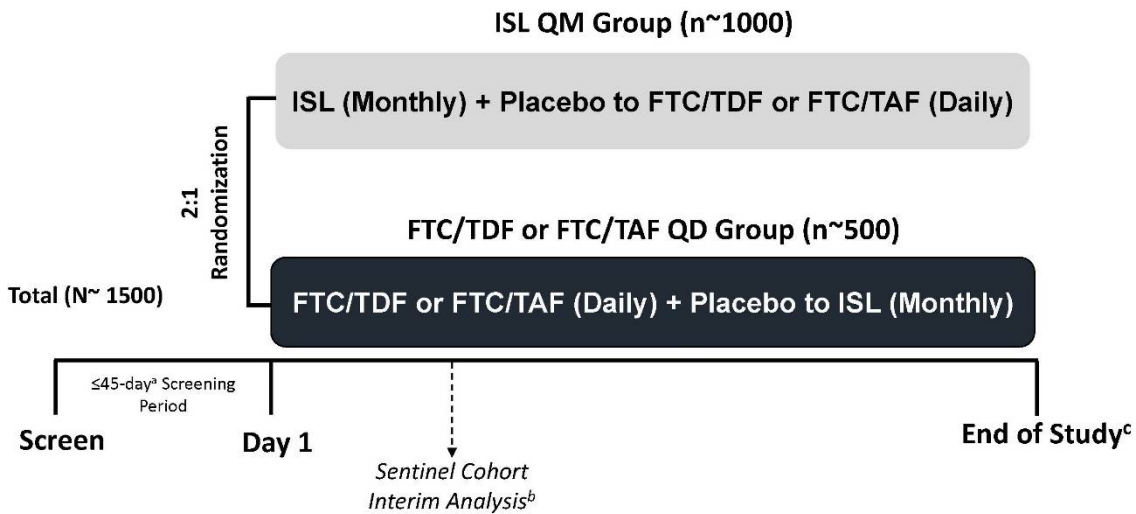 ISL QM Group (n~1000)
ISL (Monthly) + Placebo to FTC/TDF or FTC/TAF (Daily)
2:1
Randomization
FTC/TDF or FTC/TAF QD Group (n~500)
Total (N~ 1500)
FTC/TDF or FTC/TAF (Daily) + Placebo to ISL (Monthly)
≤45-dayᵃ Screening
Period
Screen
Day 1
End of Studyᶜ
Sentinel Cohort
Interim Analysisᵇ